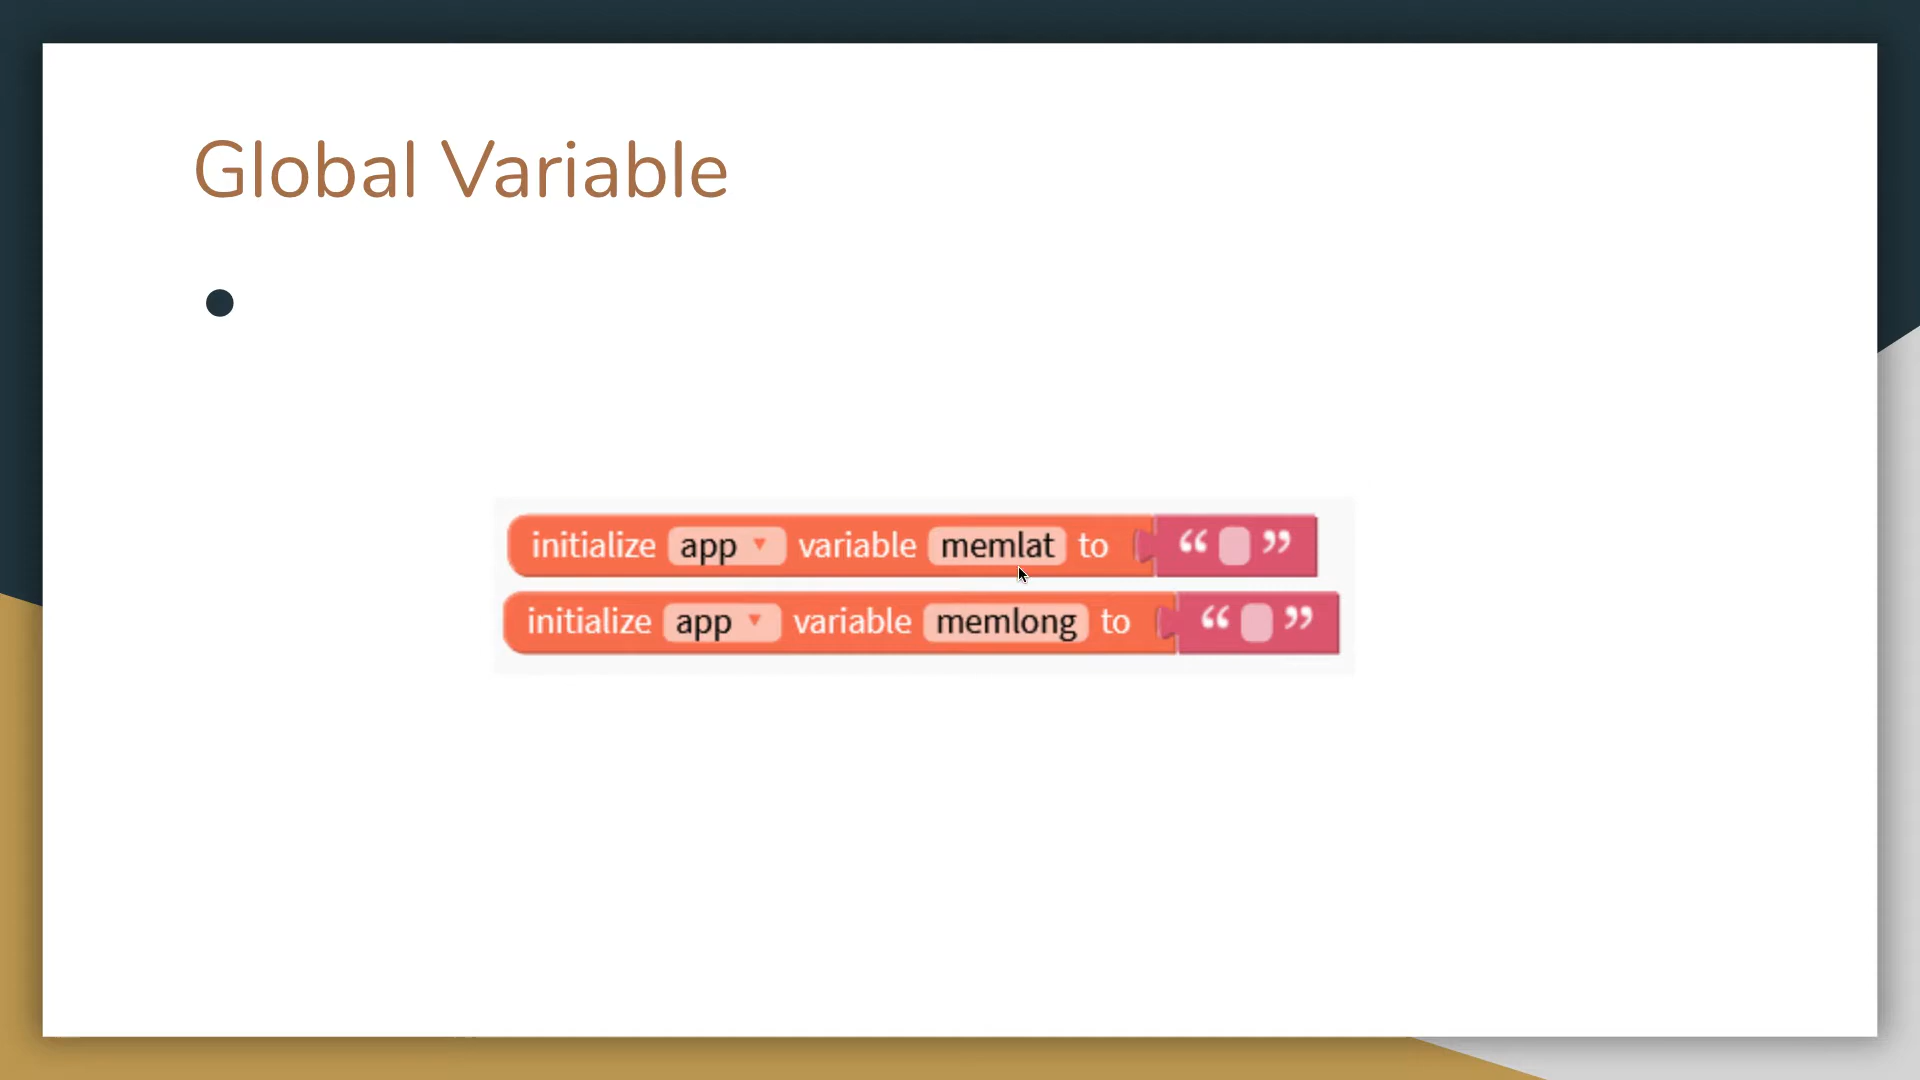 Global Variable
initialize app variable memlat to “ ”
initialize app variable memlong to “ ”